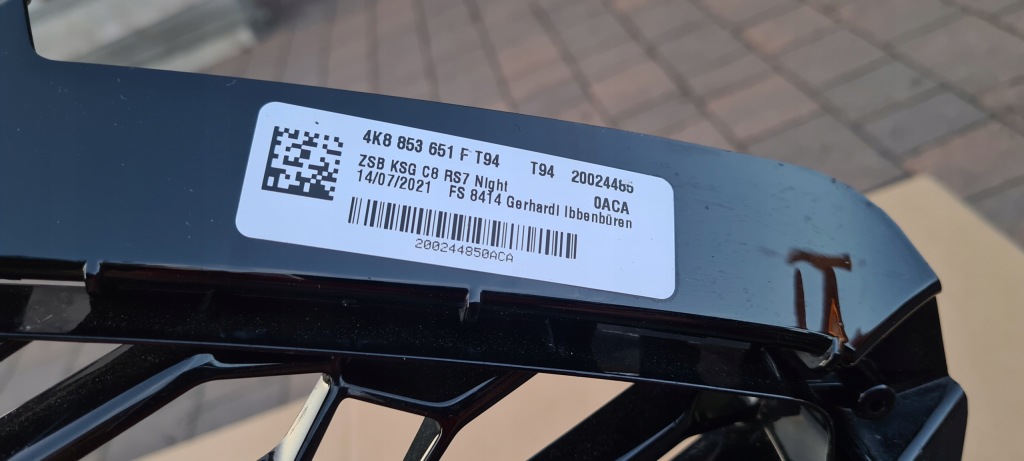 4K8 853 651 F T94 T94 20024485
0ACA
ZSB KSG C8 RS7 Night
14/07/2021 FS 8414 Gerhardi Ibbenbüren
200244850ACA